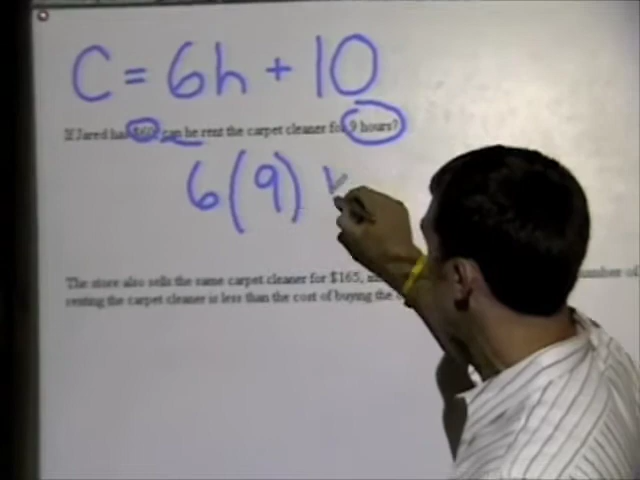 C = 6h + 10
If Jared has $60, can he rent the carpet cleaner for 9 hours?
6(9)
The store also sells the same carpet cleaner for $165,
renting the carpet cleaner is less than the cost of buying the